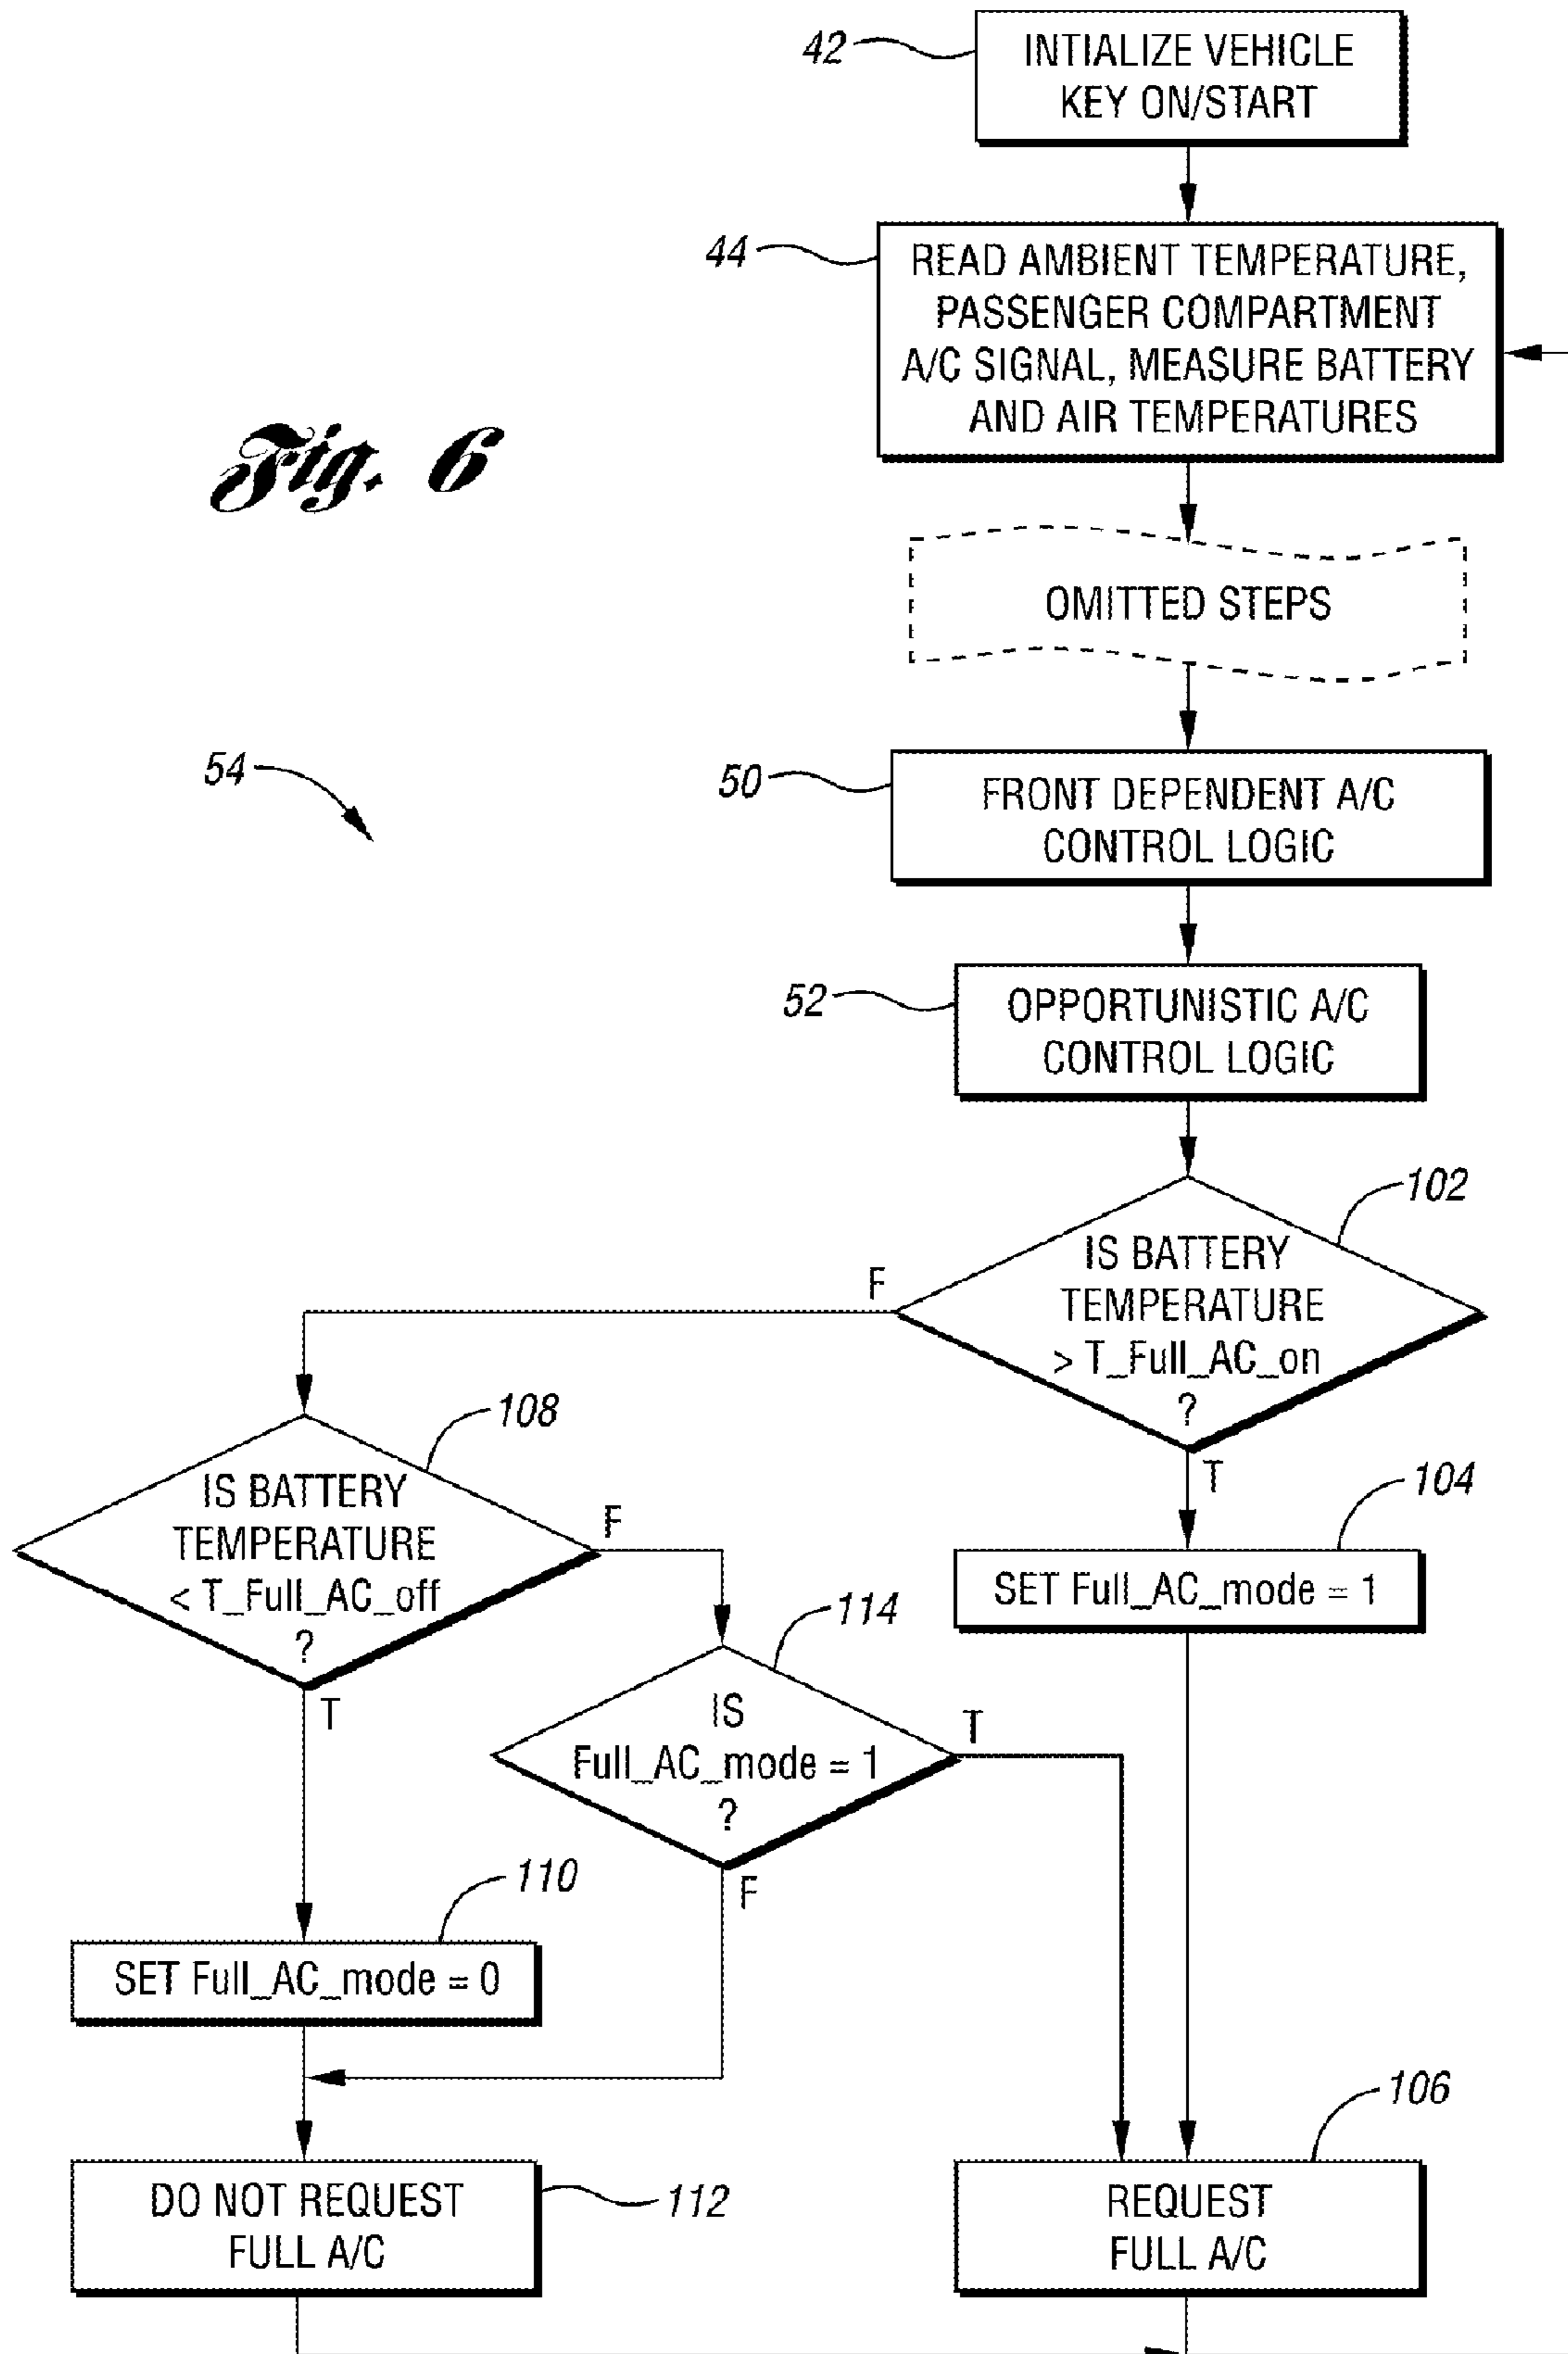 42
INTIALIZE VEHICLE
KEY ON/START
44
READ AMBIENT TEMPERATURE,
PASSENGER COMPARTMENT
A/C SIGNAL, MEASURE BATTERY
AND AIR TEMPERATURES
Fig. 6
OMITTED STEPS
54
50
FRONT DEPENDENT A/C
CONTROL LOGIC
52
OPPORTUNISTIC A/C
CONTROL LOGIC
102
IS BATTERY
TEMPERATURE
> T_Full_AC_on
?
F
T
108
IS BATTERY
TEMPERATURE
< T_Full_AC_off
?
F
T
104
SET Full_AC_mode = 1
114
IS
Full_AC_mode = 1
?
T
F
110
SET Full_AC_mode = 0
106
DO NOT REQUEST
FULL A/C
112
REQUEST
FULL A/C